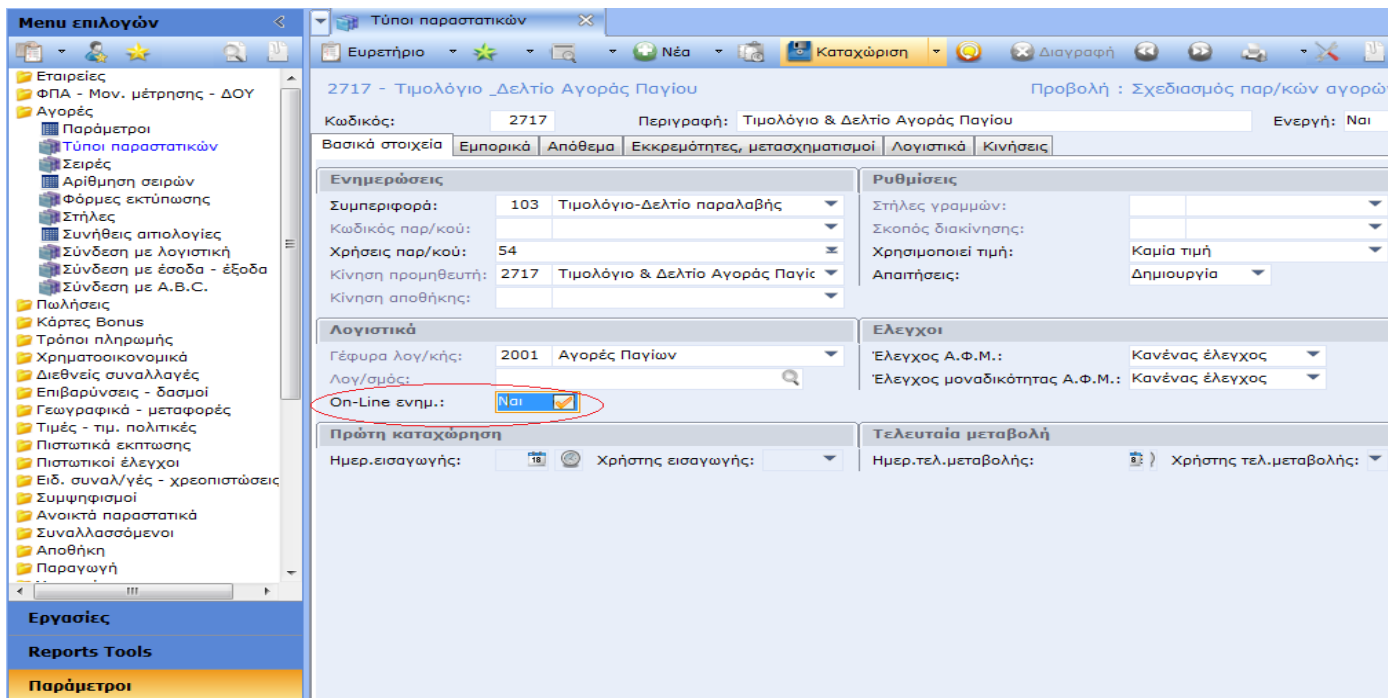 Menu επιλογών
Τύποι παραστατικών
Ευρετήριο Νέα Καταχώριση Διαγραφή
Εταιρείες
ΦΠΑ - Μον. μέτρησης - ΔΟΥ
Αγορές
Παράμετροι
Τύποι παραστατικών
Σειρές
Αρίθμηση σειρών
Φόρμες εκτύπωσης
Στήλες
Συνήθεις αιτιολογίες
Σύνδεση με λογιστική
Σύνδεση με έσοδα - έξοδα
Σύνδεση με A.B.C.
Πωλήσεις
Κάρτες Bonus
Τρόποι πληρωμής
Χρηματοοικονομικά
Διεθνείς συναλλαγές
Επιβαρύνσεις - δασμοί
Γεωγραφικά - μεταφορές
Τιμές - τιμ. πολιτικές
Πιστωτικά εκπτωσης
Πιστωτικοί έλεγχοι
Ειδ. συναλ/γές - χρεοπιστώσεις
Συμψηφισμοί
Ανοικτά παραστατικά
Συναλλασσόμενοι
Αποθήκη
Παραγωγή
Εργασίες
Reports Tools
Παράμετροι
2717 - Τιμολόγιο _Δελτίο Αγοράς Παγίου Προβολή : Σχεδιασμός παρ/κών αγορών
Κωδικός: 2717 Περιγραφή: Τιμολόγιο & Δελτίο Αγοράς Παγίου Ενεργή: Ναι
Βασικά στοιχεία Εμπορικά Απόθεμα Εκκρεμότητες, μετασχηματισμοί Λογιστικά Κινήσεις
Ενημερώσεις Ρυθμίσεις
Συμπεριφορά: 103 Τιμολόγιο-Δελτίο παραλαβής Στήλες γραμμών:
Κωδικός παρ/κού: Σκοπός διακίνησης:
Χρήσεις παρ/κού: 54 Χρησιμοποιεί τιμή: Καμία τιμή
Κίνηση προμηθευτή: 2717 Τιμολόγιο & Δελτίο Αγοράς Παγίο Απαιτήσεις: Δημιουργία
Κίνηση αποθήκης:
Λογιστικά Ελεγχοι
Γέφυρα λογ/κής: 2001 Αγορές Παγίων Έλεγχος Α.Φ.Μ.: Κανένας έλεγχος
Λογ/σμός: Έλεγχος μοναδικότητας Α.Φ.Μ.: Κανένας έλεγχος
On-Line ενημ.: Ναι
Πρώτη καταχώρηση Τελευταία μεταβολή
Ημερ.εισαγωγής: 18 Χρήστης εισαγωγής: Ημερ.τελ.μεταβολής: 8 Χρήστης τελ.μεταβολής: